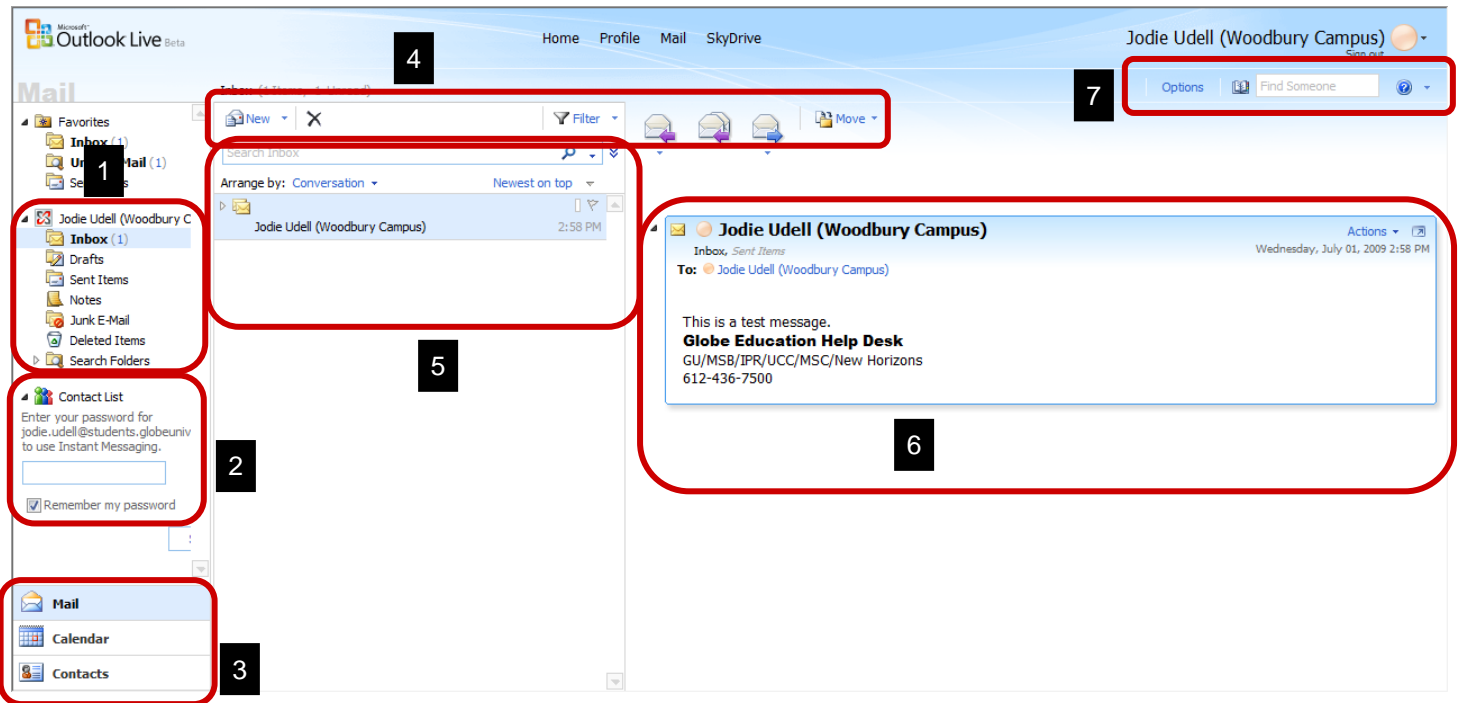 Microsoft®
Outlook Live Beta
Home Profile Mail SkyDrive
Jodie Udell (Woodbury Campus)
Sign out
4
7
Options Find Someone
Mail
Inbox (1 Items, 1 Unread)
New Filter Move
Favorites
Inbox (1)
Mail (1)
1
Search Inbox
Arrange by: Conversation Newest on top
Jodie Udell (Woodbury Campus) 2:58 PM
Jodie Udell (Woodbury C
Inbox (1)
Drafts
Sent Items
Notes
Junk E-Mail
Deleted Items
Search Folders
5
Jodie Udell (Woodbury Campus) Actions
Inbox, Sent Items Wednesday, July 01, 2009 2:58 PM
To: Jodie Udell (Woodbury Campus)
This is a test message.
Globe Education Help Desk
GU/MSB/IPR/UCC/MSC/New Horizons
612-436-7500
6
Contact List
Enter your password for
jodie.udell@students.globeuniv
to use Instant Messaging.
2
Remember my password
Mail
Calendar
Contacts
3